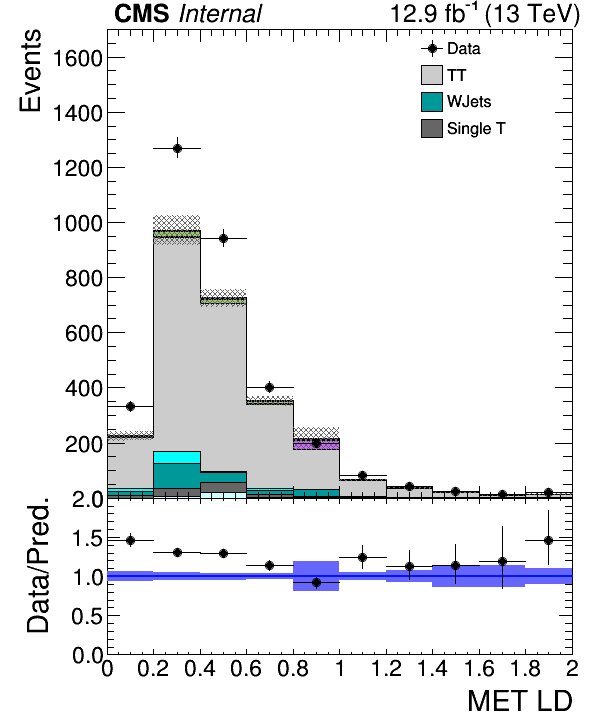 CMS Internal 12.9 fb-1 (13 TeV)
Events
1600
1400
1200
1000
800
600
400
200
Data
TT
WJets
Single T
Data/Pred.
2.0
1.5
1.0
0.5
0.0
0 0.2 0.4 0.6 0.8 1 1.2 1.4 1.6 1.8 2
MET LD